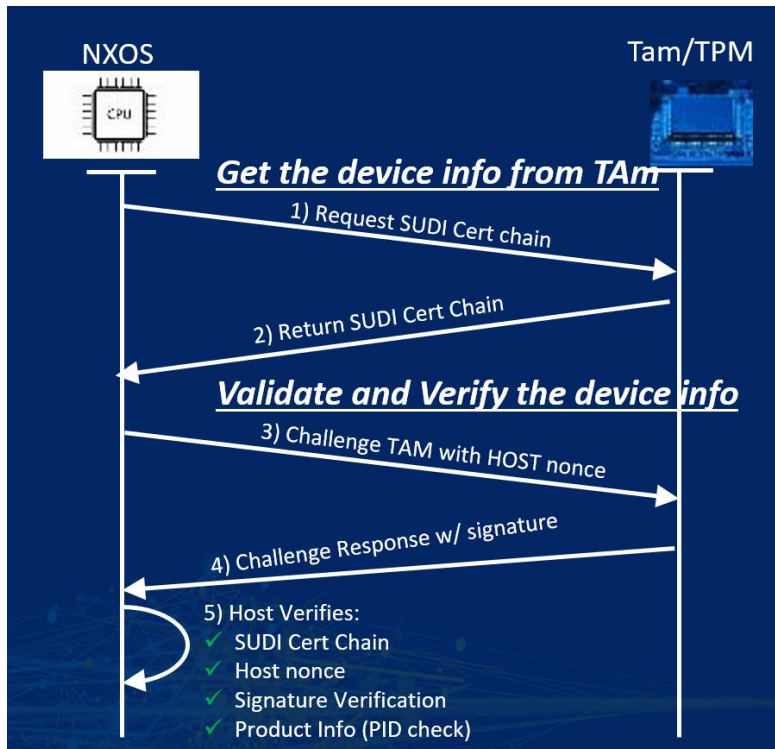 NXOS
Tam/TPM
CPU
Get the device info from TAm
1) Request SUDI Cert chain
2) Return SUDI Cert Chain
Validate and Verify the device info
3) Challenge TAM with HOST nonce
4) Challenge Response w/ signature
5) Host Verifies:
✓ SUDI Cert Chain
✓ Host nonce
✓ Signature Verification
✓ Product Info (PID check)